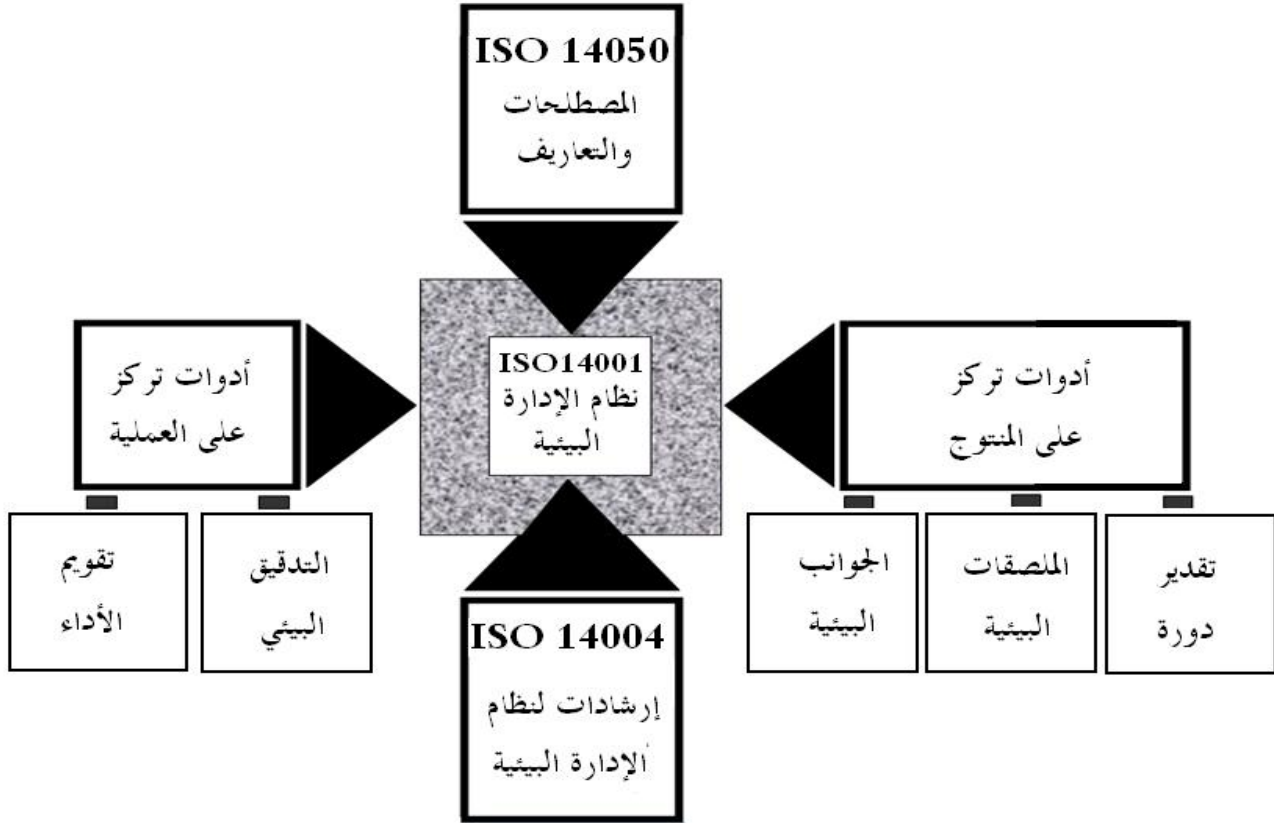 ISO 14050
المصطلحات
والتعاريف
أدوات تركز
على المنتوج
ISO14001
نظام الإدارة
البيئية
أدوات تركز
على العملية
تقدير
دورة
الملصقات
البيئية
الجوانب
البيئية
التدقيق
البيئي
تقويم
الأداء
ISO 14004
إرشادات لنظام
الإدارة البيئية